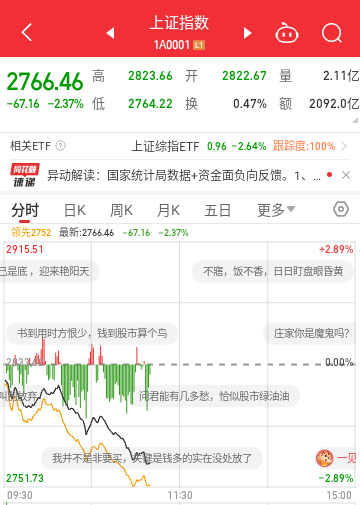 上证指数
1A0001 L1
2766.46 高 2823.66 开 2822.67 量 2.11亿
-67.16 -2.37% 低 2764.22 换 0.47% 额 2092.0亿
相关ETF ? 上证综指ETF 0.96 -2.64% 跟踪度:100%
同花顺速递 异动解读：国家统计局数据+资金面负向反馈。1、...
分时 日K 周K 月K 五日 更多
领先2752 最新:2766.46 -67.16 -2.37%
2915.51 +2.89%
已是底，迎来艳阳天 不寤，饭不香，日日盯盘眼昏黄
书到用时方恨少，钱到股市算个鸟 庄家你是魔鬼吗?
0.00%
问君能有几多愁，恰似股市绿油油
我并不是非要买，关键是钱多的实在没处放了
2751.73 -2.89%
09:30 11:30 15:00